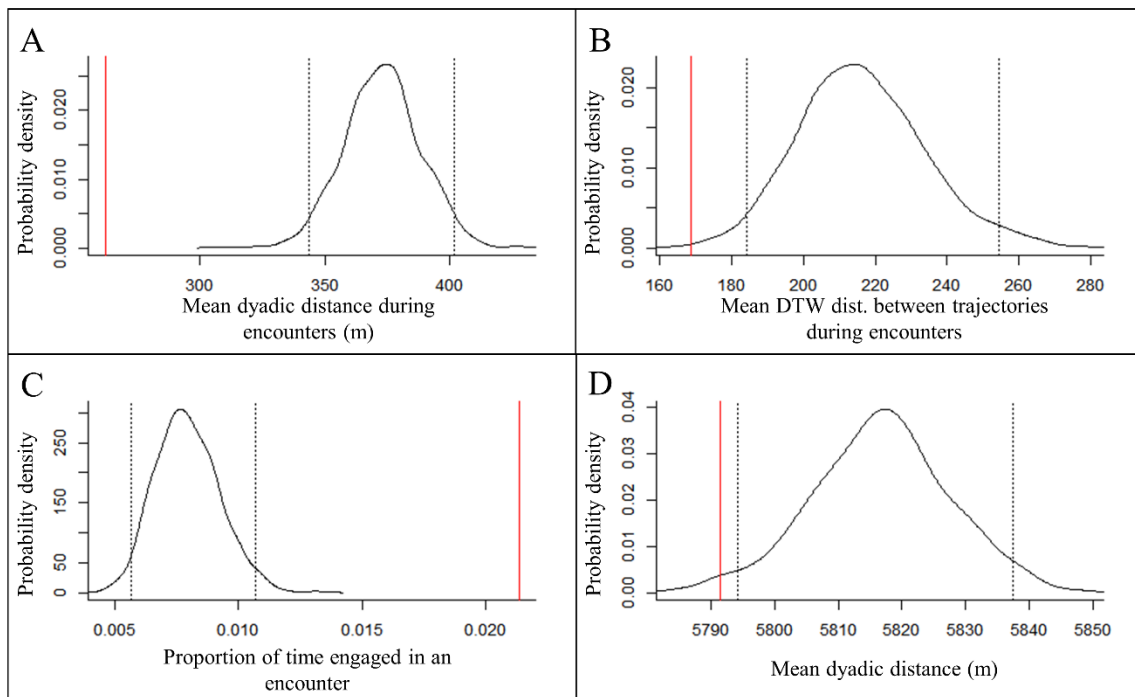 A
Probability density
0.000 0.010 0.020
300 400
Mean dyadic distance during
encounters (m)
B
Probability density
0.000 0.010 0.020
160 180 200 220 240 260 280
Mean DTW dist. between trajectories
during encounters
C
Probability density
0 50 150 250
0.005 0.010 0.015 0.020
Proportion of time engaged in an
encounter
D
Probability density
0.00 0.01 0.02 0.03 0.04
5790 5800 5810 5820 5830 5840 5850
Mean dyadic distance (m)